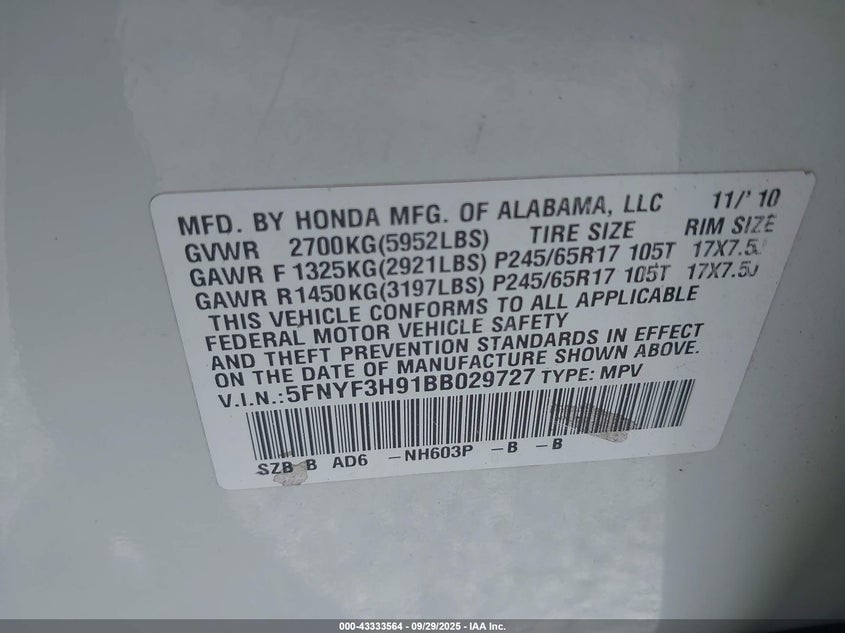 MFD. BY HONDA MFG. OF ALABAMA, LLC 11/' 10
GVWR 2700KG(5952LBS) TIRE SIZE RIM SIZE
GAWR F 1325KG(2921LBS) P245/65R17 105T 17X7.5J
GAWR R 1450KG(3197LBS) P245/65R17 105T 17X7.5J
THIS VEHICLE CONFORMS TO ALL APPLICABLE
FEDERAL MOTOR VEHICLE SAFETY
AND THEFT PREVENTION STANDARDS IN EFFECT
ON THE DATE OF MANUFACTURE SHOWN ABOVE.
V.I.N.:5FNYF3H91BB029727 TYPE: MPV
SZB B AD6 -NH603P -B -B
000-43333564 - 09/29/2025 - IAA Inc.